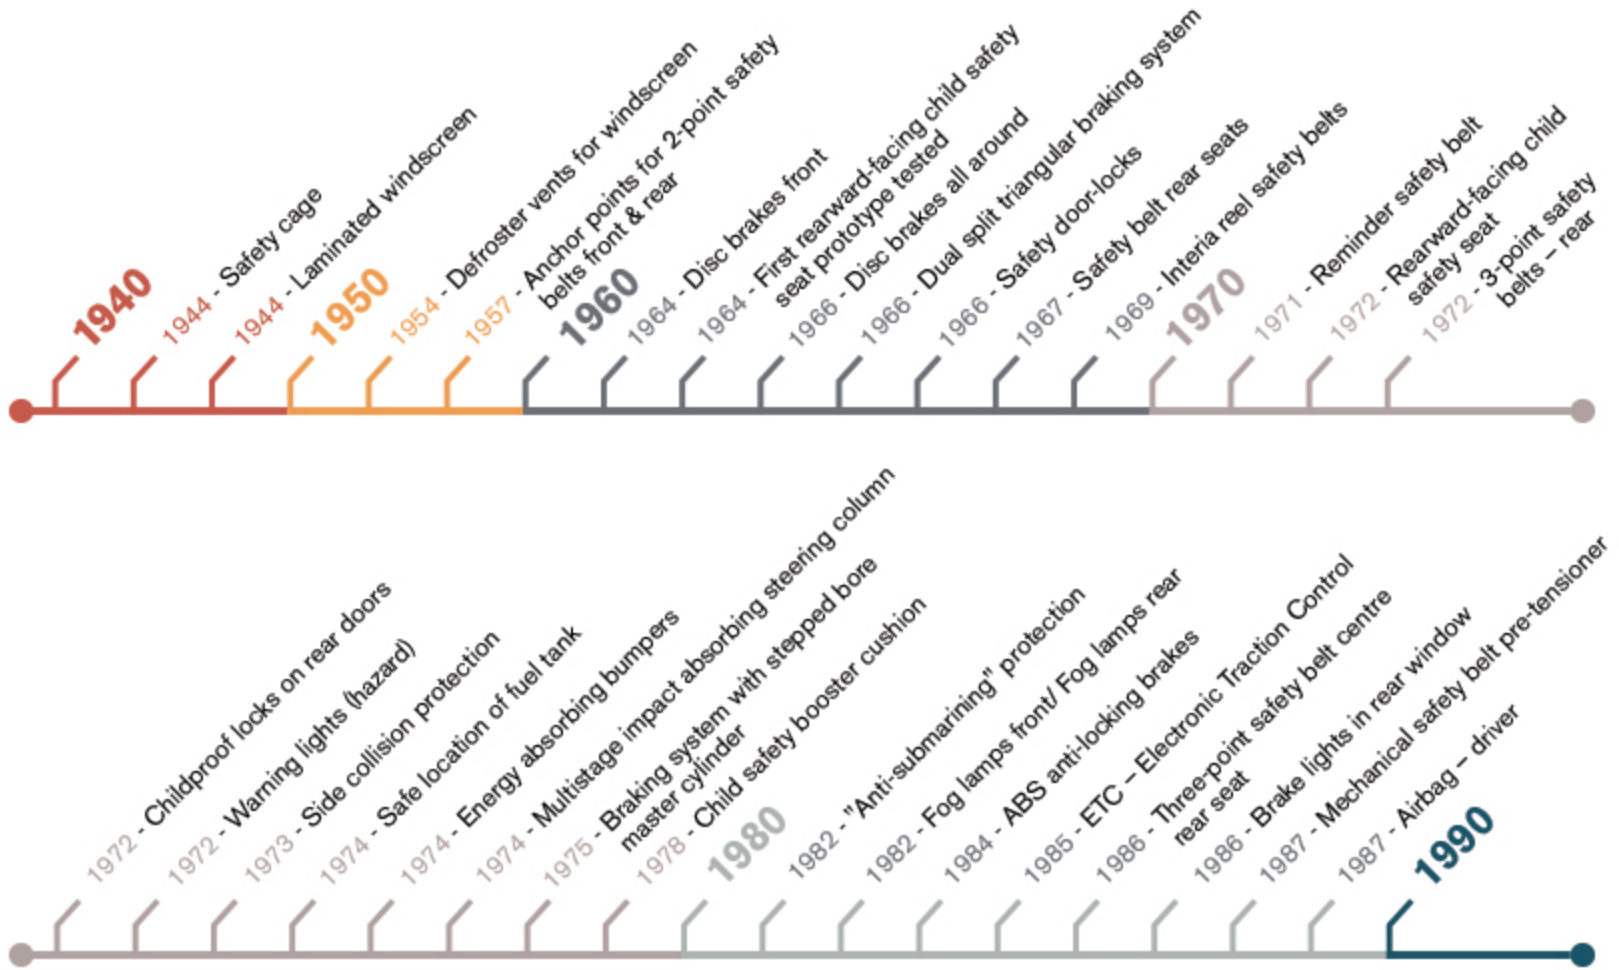 1940
1944 - Safety cage
1944 - Laminated windscreen
1950
1954 - Defroster vents for windscreen
1957 - Anchor points for 2-point safety
belts front & rear
1960
1964 - Disc brakes front
1964 - First rearward-facing child safety
seat prototype tested
1966 - Disc brakes all around
1966 - Dual split triangular braking system
1966 - Safety door-locks
1967 - Safety belt rear seats
1969 - Interia reel safety belts
1970
1971 - Reminder safety belt
1972 - Rearward-facing child
safety seat
1972 - 3-point safety
belts – rear
1972 - Childproof locks on rear doors
1972 - Warning lights (hazard)
1973 - Side collision protection
1974 - Safe location of fuel tank
1974 - Energy absorbing bumpers
1974 - Multistage impact absorbing steering column
1975 - Braking system with stepped bore
master cylinder
1978 - Child safety booster cushion
1980
1982 - "Anti-submarining" protection
1982 - Fog lamps front/ Fog lamps rear
1984 - ABS anti-locking brakes
1985 - ETC – Electronic Traction Control
1986 - Three-point safety belt centre
rear seat
1986 - Brake lights in rear window
1987 - Mechanical safety belt pre-tensioner
1987 - Airbag – driver
1990